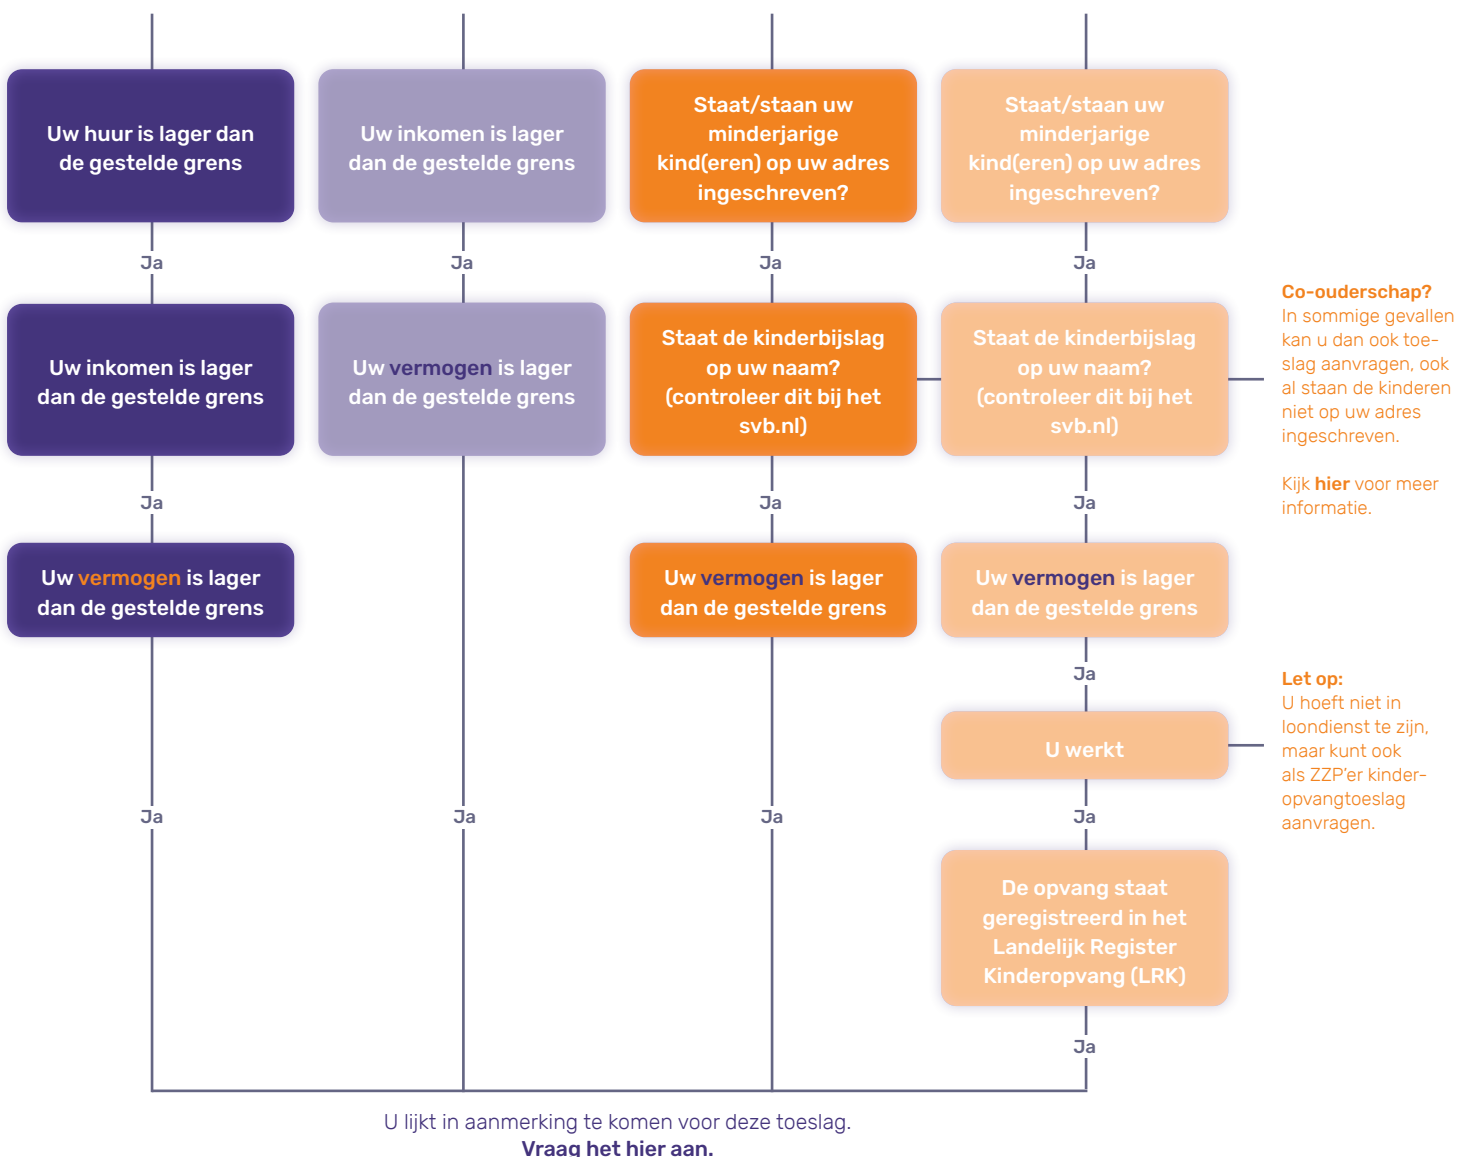 Uw huur is lager dan
de gestelde grens
Uw inkomen is lager
dan de gestelde grens
Staat/staan uw
minderjarige
kind(eren) op uw adres
ingeschreven?
Staat/staan uw
minderjarige
kind(eren) op uw adres
ingeschreven?
Ja
Ja
Ja
Ja
Uw inkomen is lager
dan de gestelde grens
Uw vermogen is lager
dan de gestelde grens
Staat de kinderbijslag
op uw naam?
(controleer dit bij het
svb.nl)
Staat de kinderbijslag
op uw naam?
(controleer dit bij het
svb.nl)
Co-ouderschap?
In sommige gevallen
kan u dan ook toe-
slag aanvragen, ook
al staan de kinderen
niet op uw adres
ingeschreven.
Kijk hier voor meer
informatie.
Ja
Ja
Ja
Uw vermogen is lager
dan de gestelde grens
Uw vermogen is lager
dan de gestelde grens
Uw vermogen is lager
dan de gestelde grens
Ja
U werkt
Let op:
U hoeft niet in
loondienst te zijn,
maar kunt ook
als ZZP'er kinder-
opvangtoeslag
aanvragen.
Ja
Ja
Ja
Ja
De opvang staat
geregistreerd in het
Landelijk Register
Kinderopvang (LRK)
Ja
U lijkt in aanmerking te komen voor deze toeslag.
Vraag het hier aan.